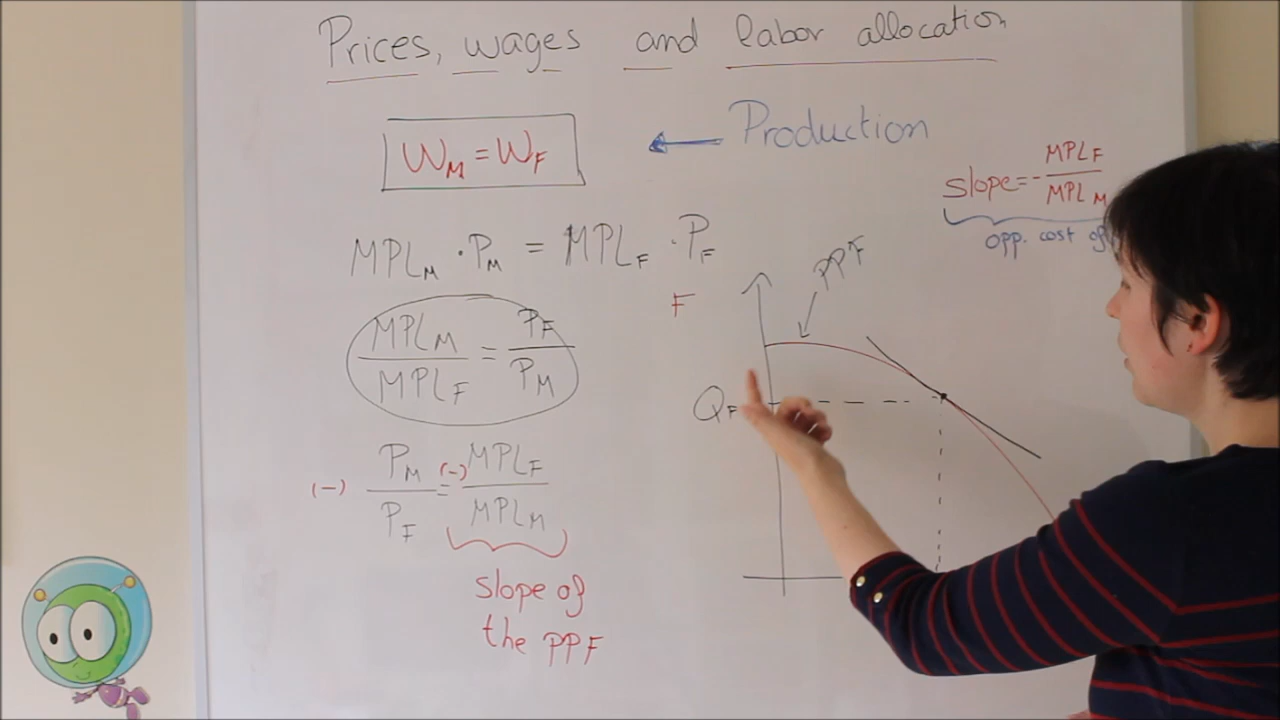 Prices, wages and labor allocation
W_M = W_F
← Production
MPL_M · P_M = MPL_F · P_F
MPL_M / MPL_F = P_F / P_M
(-) P_M / P_F = (-) MPL_F / MPL_M
slope of
the PPF
slope = - MPL_F / MPL_M
opp. cost of
PPF
F
Q_F